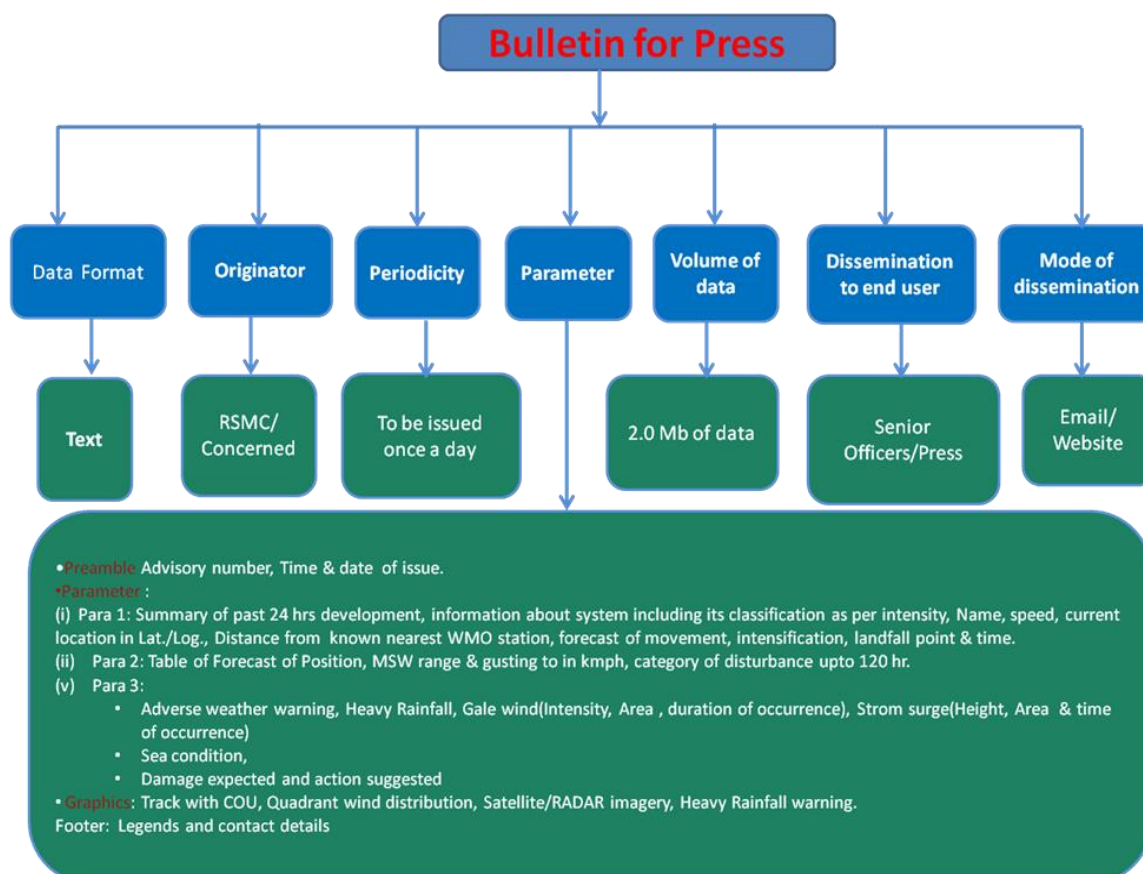 Bulletin for Press
Data Format
Originator
Periodicity
Parameter
Volume of
data
Dissemination
to end user
Mode of
dissemination
Text
RSMC/
Concerned
To be issued
once a day
2.0 Mb of data
Senior
Officers/Press
Email/
Website
•Preamble Advisory number, Time & date of issue.
•Parameter :
(i) Para 1: Summary of past 24 hrs development, information about system including its classification as per intensity, Name, speed, current
location in Lat./Log., Distance from known nearest WMO station, forecast of movement, intensification, landfall point & time.
(ii) Para 2: Table of Forecast of Position, MSW range & gusting to in kmph, category of disturbance upto 120 hr.
(v) Para 3:
• Adverse weather warning, Heavy Rainfall, Gale wind(Intensity, Area , duration of occurrence), Strom surge(Height, Area & time
of occurrence)
• Sea condition,
• Damage expected and action suggested
• Graphics: Track with COU, Quadrant wind distribution, Satellite/RADAR imagery, Heavy Rainfall warning.
Footer: Legends and contact details